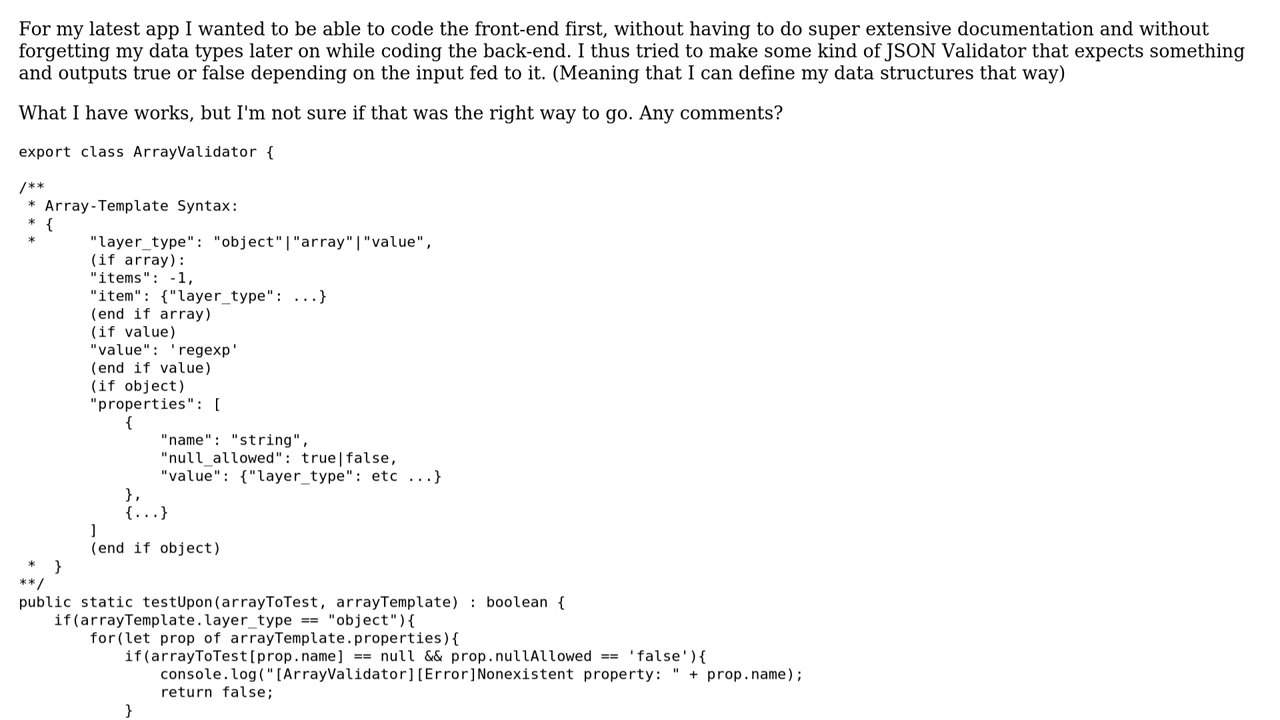 For my latest app I wanted to be able to code the front-end first, without having to do super extensive documentation and without
forgetting my data types later on while coding the back-end. I thus tried to make some kind of JSON Validator that expects something
and outputs true or false depending on the input fed to it. (Meaning that I can define my data structures that way)
What I have works, but I'm not sure if that was the right way to go. Any comments?
export class ArrayValidator {
/**
 * Array-Template Syntax:
 * {
 *      "layer_type": "object"|"array"|"value",
        (if array):
        "items": -1,
        "item": {"layer_type": ...}
        (end if array)
        (if value)
        "value": 'regexp'
        (end if value)
        (if object)
        "properties": [
            {
                "name": "string",
                "null_allowed": true|false,
                "value": {"layer_type": etc ...}
            },
            {...}
        ]
        (end if object)
 *  }
**/
public static testUpon(arrayToTest, arrayTemplate) : boolean {
    if(arrayTemplate.layer_type == "object"){
        for(let prop of arrayTemplate.properties){
            if(arrayToTest[prop.name] == null && prop.nullAllowed == 'false'){
                console.log("[ArrayValidator][Error]Nonexistent property: " + prop.name);
                return false;
            }